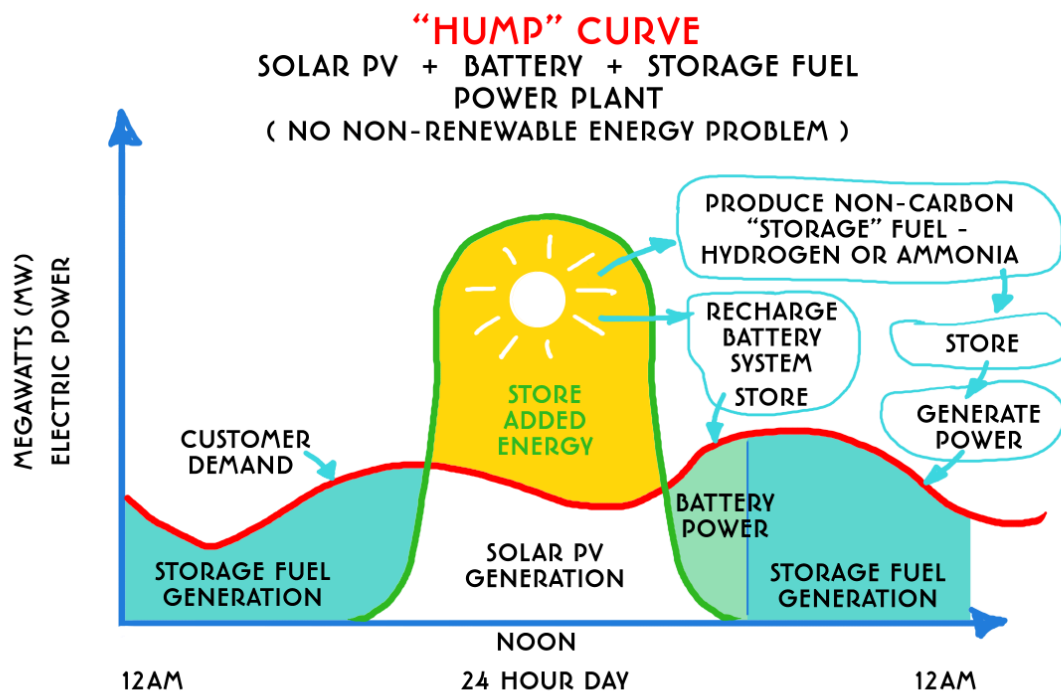 “HUMP” CURVE
SOLAR PV + BATTERY + STORAGE FUEL
POWER PLANT
( NO NON-RENEWABLE ENERGY PROBLEM )
MEGAWATTS (MW)
ELECTRIC POWER
PRODUCE NON-CARBON
“STORAGE” FUEL -
HYDROGEN OR AMMONIA
RECHARGE
BATTERY
SYSTEM
STORE
STORE
GENERATE
POWER
STORE
ADDED
ENERGY
CUSTOMER
DEMAND
BATTERY
POWER
STORAGE FUEL
GENERATION
SOLAR PV
GENERATION
STORAGE FUEL
GENERATION
NOON
12AM
24 HOUR DAY
12AM